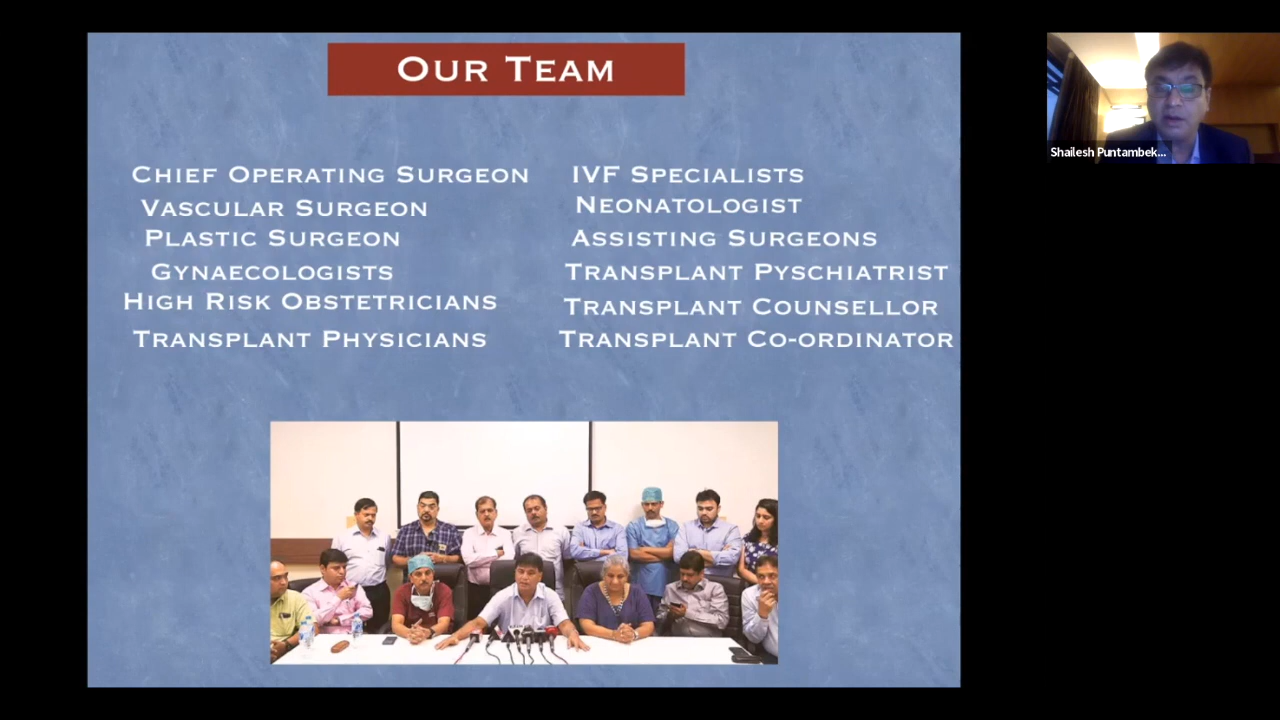 OUR TEAM
CHIEF OPERATING SURGEON
VASCULAR SURGEON
PLASTIC SURGEON
GYNAECOLOGISTS
HIGH RISK OBSTETRICIANS
TRANSPLANT PHYSICIANS
IVF SPECIALISTS
NEONATOLOGIST
ASSISTING SURGEONS
TRANSPLANT PYSCHIATRIST
TRANSPLANT COUNSELLOR
TRANSPLANT CO-ORDINATOR
Shailesh Puntambek...